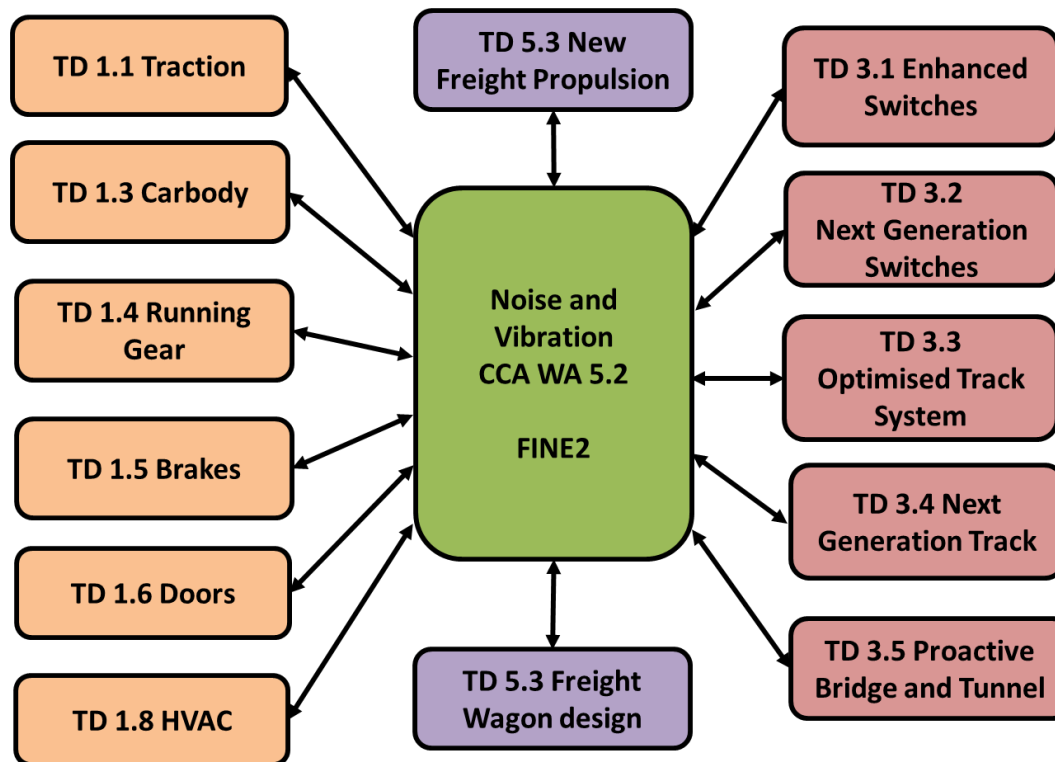 TD 1.1 Traction
TD 1.3 Carbody
TD 1.4 Running
Gear
TD 1.5 Brakes
TD 1.6 Doors
TD 1.8 HVAC
TD 5.3 New
Freight Propulsion
Noise and
Vibration
CCA WA 5.2
FINE2
TD 5.3 Freight
Wagon design
TD 3.1 Enhanced
Switches
TD 3.2
Next Generation
Switches
TD 3.3
Optimised Track
System
TD 3.4 Next
Generation Track
TD 3.5 Proactive
Bridge and Tunnel